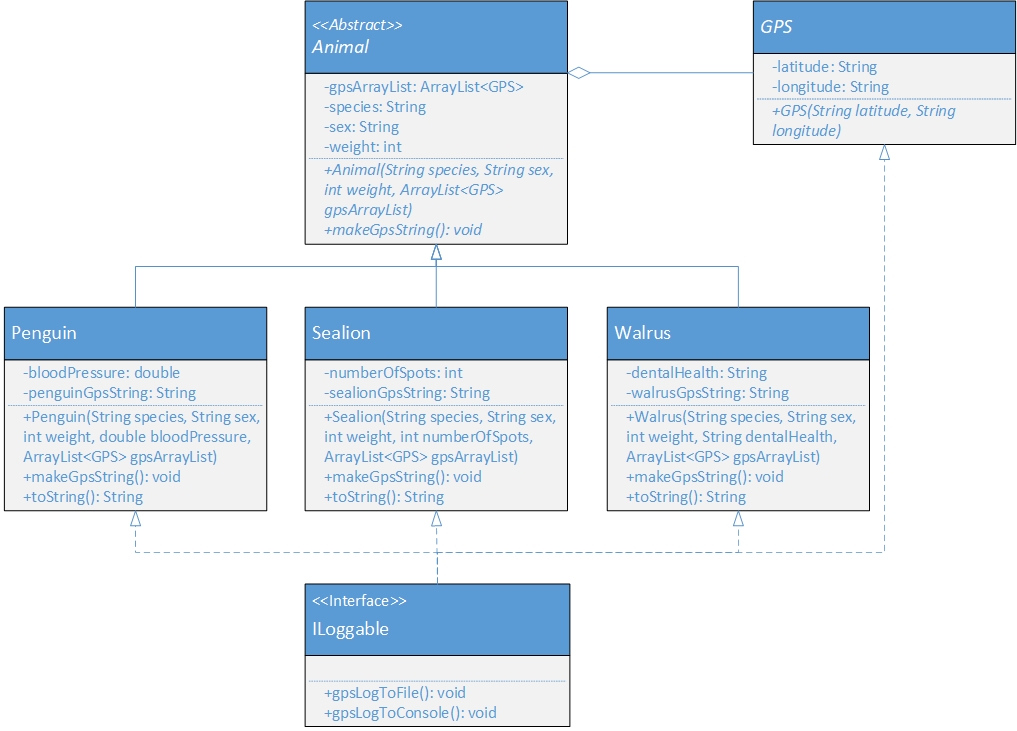 <<Abstract>>
Animal
-gpsArrayList: ArrayList<GPS>
-species: String
-sex: String
-weight: int
+Animal(String species, String sex,
int weight, ArrayList<GPS>
gpsArrayList)
+makeGpsString(): void
GPS
-latitude: String
-longitude: String
+GPS(String latitude, String
longitude)
Penguin
-bloodPressure: double
-penguinGpsString: String
+Penguin(String species, String sex,
int weight, double bloodPressure,
ArrayList<GPS> gpsArrayList)
+makeGpsString(): void
+toString(): String
Sealion
-numberOfSpots: int
-sealionGpsString: String
+Sealion(String species, String sex,
int weight, int numberOfSpots,
ArrayList<GPS> gpsArrayList)
+makeGpsString(): void
+toString(): String
Walrus
-dentalHealth: String
-walrusGpsString: String
+Walrus(String species, String sex,
int weight, String dentalHealth,
ArrayList<GPS> gpsArrayList)
+makeGpsString(): void
+toString(): String
<<Interface>>
ILoggable
+gpsLogToFile(): void
+gpsLogToConsole(): void